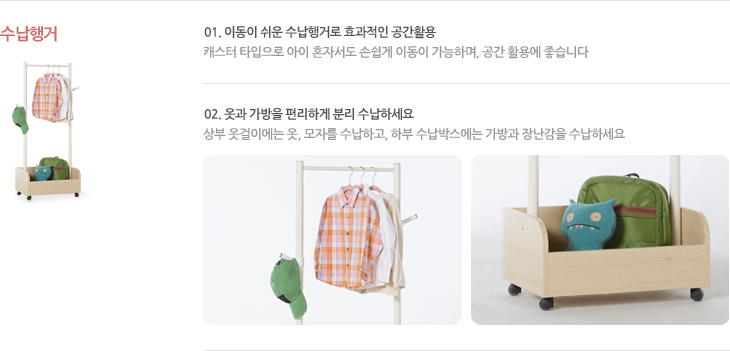 수납행거
01. 이동이 쉬운 수납행거로 효과적인 공간활용
캐스터 타입으로 아이 혼자서도 손쉽게 이동이 가능하며, 공간 활용에 좋습니다
02. 옷과 가방을 편리하게 분리 수납하세요
상부 옷걸이에는 옷, 모자를 수납하고, 하부 수납박스에는 가방과 장난감을 수납하세요